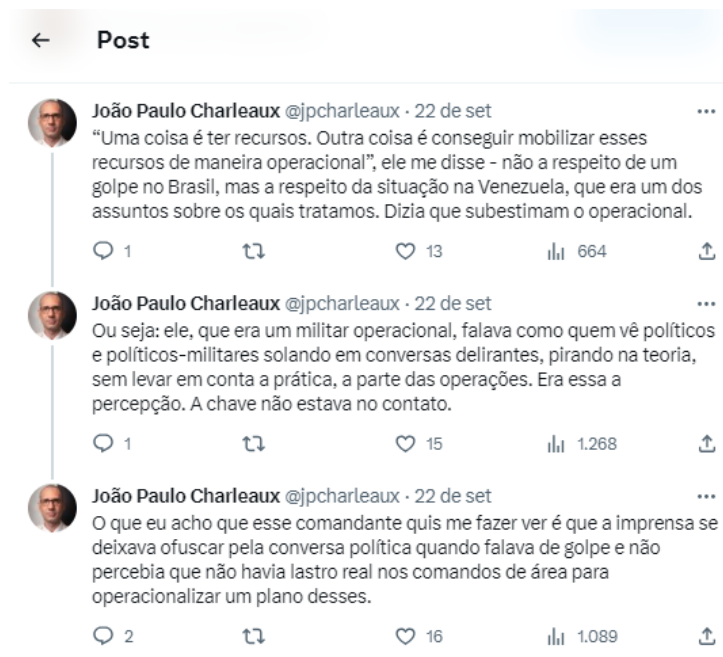 Post
João Paulo Charleaux @jpcharleaux · 22 de set
“Uma coisa é ter recursos. Outra coisa é conseguir mobilizar esses
recursos de maneira operacional”, ele me disse - não a respeito de um
golpe no Brasil, mas a respeito da situação na Venezuela, que era um dos
assuntos sobre os quais tratamos. Dizia que subestimam o operacional.
1 13 664
João Paulo Charleaux @jpcharleaux · 22 de set
Ou seja: ele, que era um militar operacional, falava como quem vê políticos
e políticos-militares solando em conversas delirantes, pirando na teoria,
sem levar em conta a prática, a parte das operações. Era essa a
percepção. A chave não estava no contato.
1 15 1.268
João Paulo Charleaux @jpcharleaux · 22 de set
O que eu acho que esse comandante quis me fazer ver é que a imprensa se
deixava ofuscar pela conversa política quando falava de golpe e não
percebia que não havia lastro real nos comandos de área para
operacionalizar um plano desses.
2 16 1.089